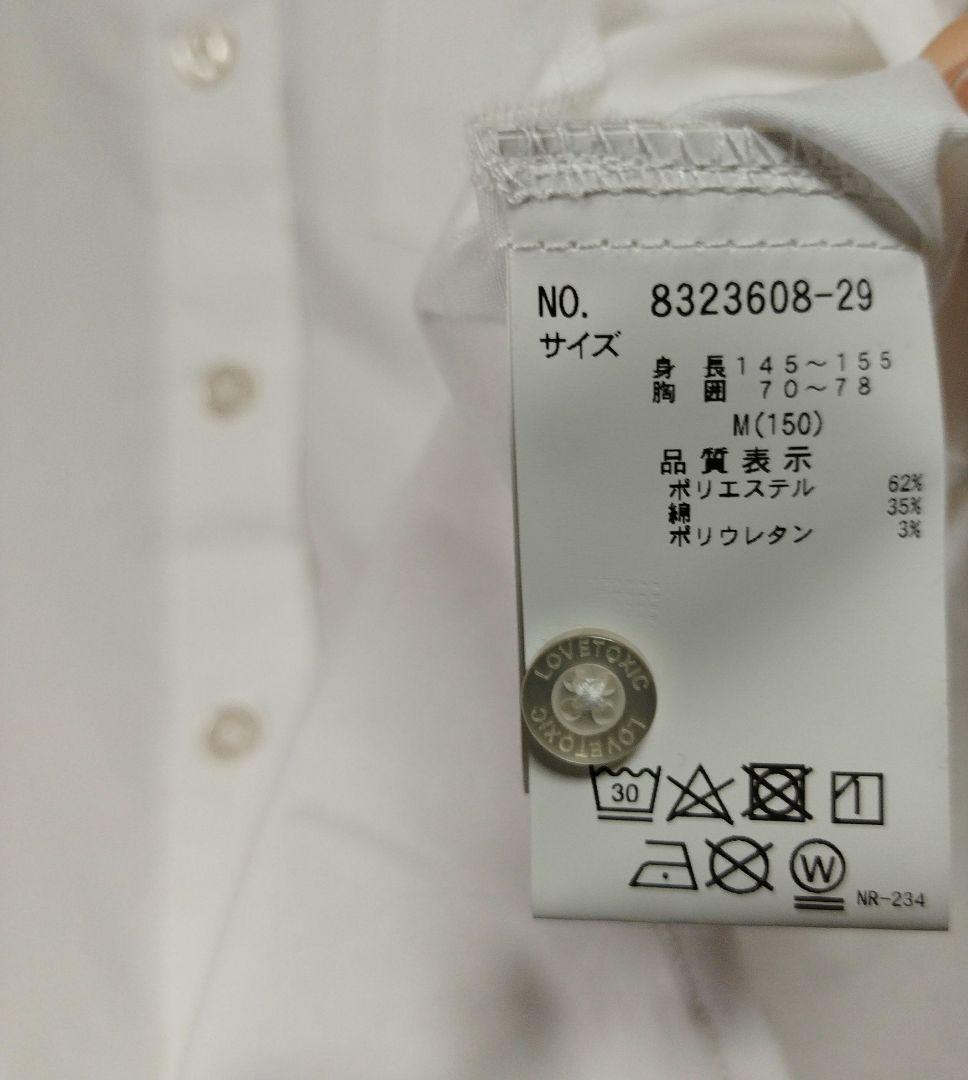 NO. 8323608-29
サイズ
身 長 145～155
胸 囲 70～78
M(150)
品質表示
ポリエステル 62%
綿 35%
ポリウレタン 3%
LOVETOXIC
LOVETOXIC
30
W
NR-234